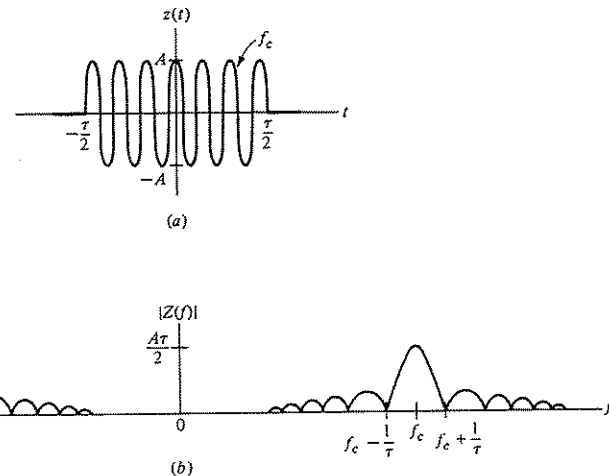 z(t)
f_c
A
t
-τ/2
τ/2
-A
(a)
|Z(f)|
Aτ/2
0
f_c - 1/τ
f_c
f_c + 1/τ
f
(b)